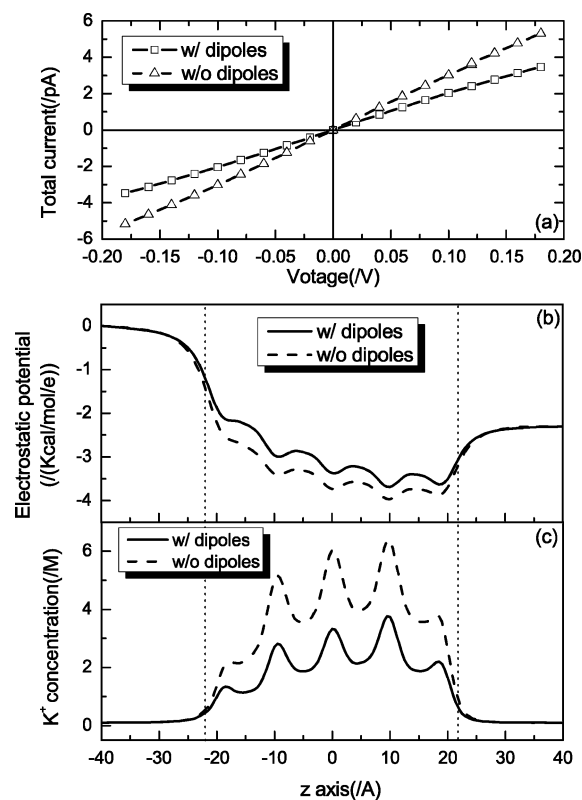 6
4
2
0
-2
-4
-6
Total current(/pA)
w/ dipoles
w/o dipoles
(a)
-0.20 -0.15 -0.10 -0.05 0.00 0.05 0.10 0.15 0.20
Votage(/V)
0
-1
-2
-3
-4
Electrostatic potential
(/(Kcal/mol/e))
w/ dipoles
w/o dipoles
(b)
6
4
2
0
K+ concentration(/M)
w/ dipoles
w/o dipoles
(c)
-40 -30 -20 -10 0 10 20 30 40
z axis(/A)